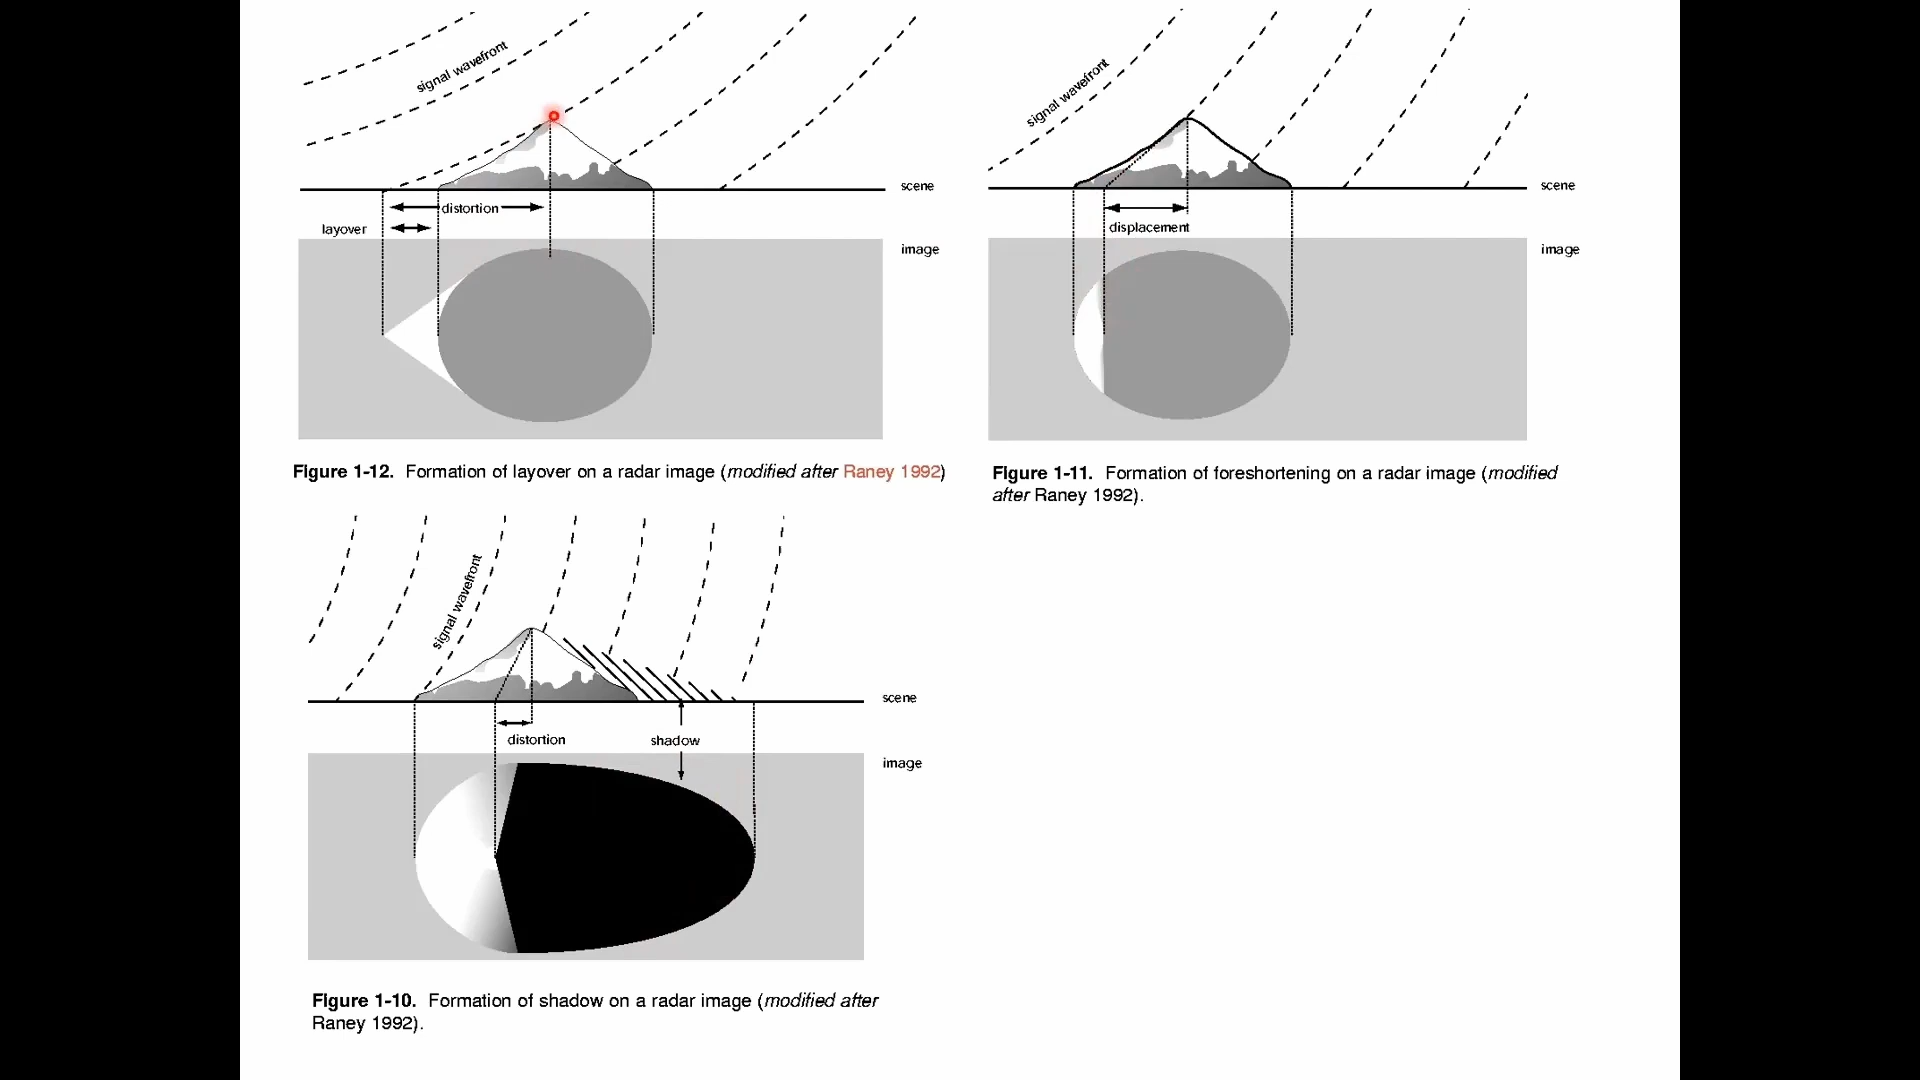 signal wavefront
scene
distortion
layover
image
Figure 1-12. Formation of layover on a radar image (modified after Raney 1992)
signal wavefront
scene
displacement
image
Figure 1-11. Formation of foreshortening on a radar image (modified
after Raney 1992).
signal wavefront
scene
distortion
shadow
image
Figure 1-10. Formation of shadow on a radar image (modified after
Raney 1992).